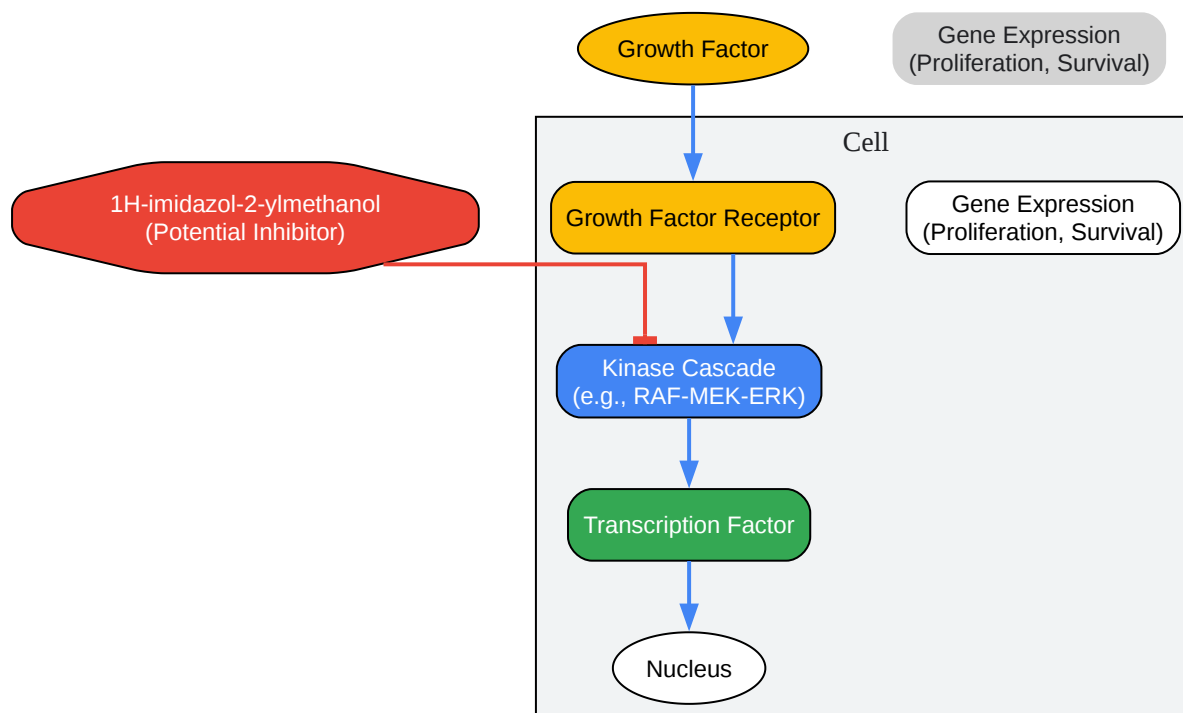 Growth Factor
Gene Expression
(Proliferation, Survival)
Cell
1H-imidazol-2-ylmethanol
(Potential Inhibitor)
Growth Factor Receptor
Gene Expression
(Proliferation, Survival)
Kinase Cascade
(e.g., RAF-MEK-ERK)
Transcription Factor
Nucleus